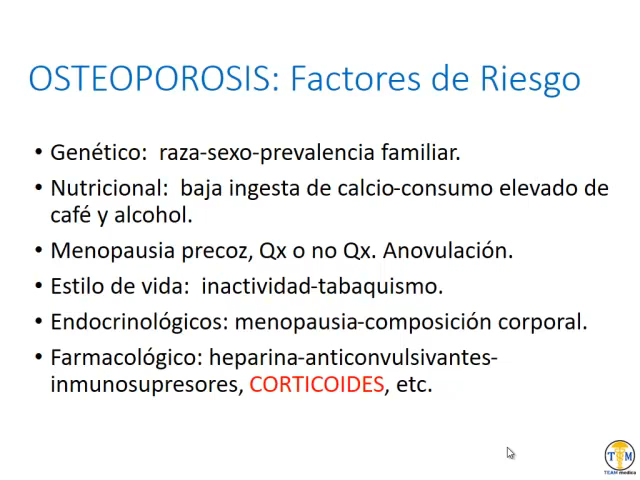 OSTEOPOROSIS: Factores de Riesgo
• Genético:  raza-sexo-prevalencia familiar.
• Nutricional:  baja ingesta de calcio-consumo elevado de
café y alcohol.
• Menopausia precoz, Qx o no Qx. Anovulación.
• Estilo de vida:  inactividad-tabaquismo.
• Endocrinológicos: menopausia-composición corporal.
• Farmacológico: heparina-anticonvulsivantes-
inmunosupresores, CORTICOIDES, etc.
T M
TEAM medica